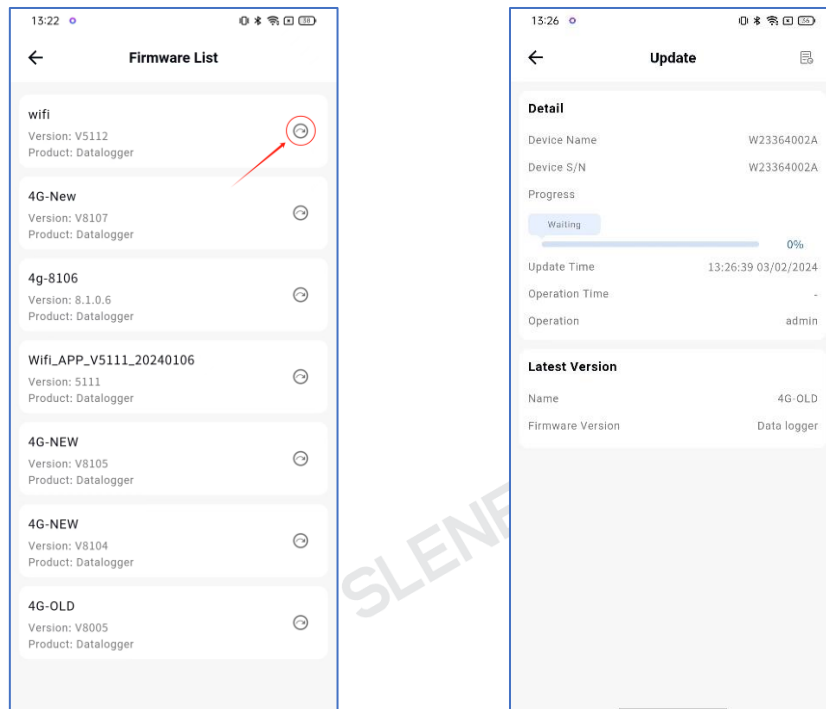 13:22
38
Firmware List
wifi
Version: V5112
Product: Datalogger
4G-New
Version: V8107
Product: Datalogger
4g-8106
Version: 8.1.0.6
Product: Datalogger
Wifi_APP_V5111_20240106
Version: 5111
Product: Datalogger
4G-NEW
Version: V8105
Product: Datalogger
4G-NEW
Version: V8104
Product: Datalogger
4G-OLD
Version: V8005
Product: Datalogger
SLENE
13:26
36
Update
Detail
Device Name W23364002A
Device S/N W23364002A
Progress
Waiting
0%
Update Time 13:26:39 03/02/2024
Operation Time -
Operation admin
Latest Version
Name 4G-OLD
Firmware Version Data logger